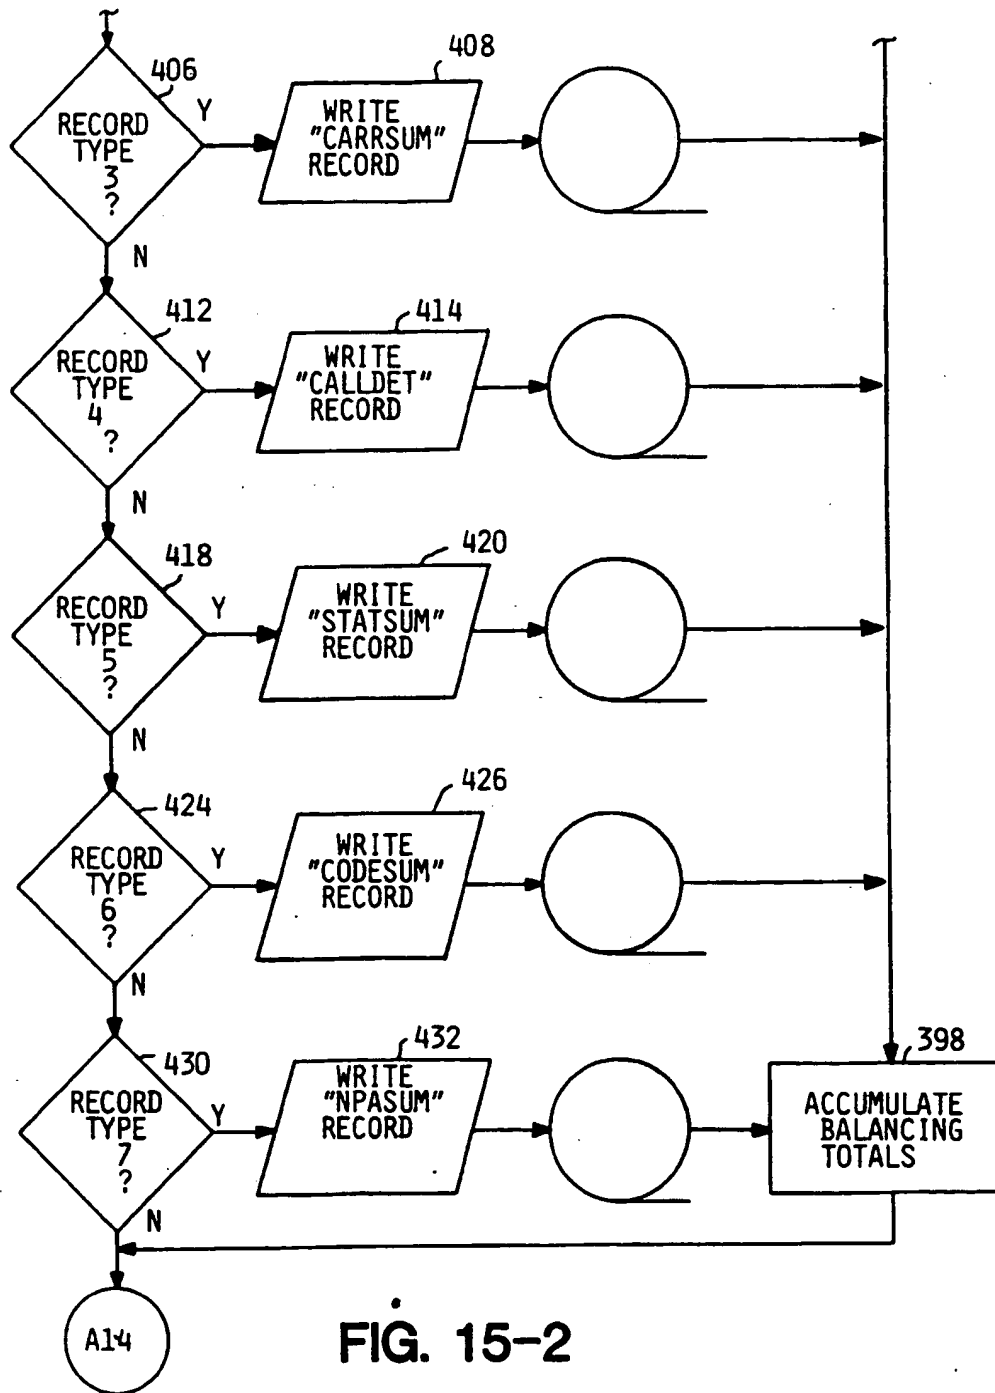 406
408
RECORD
TYPE
3
?
Y
WRITE
"CARRSUM"
RECORD
N
412
414
RECORD
TYPE
4
?
Y
WRITE
"CALLDET"
RECORD
N
418
420
RECORD
TYPE
5
?
Y
WRITE
"STATSUM"
RECORD
N
424
426
RECORD
TYPE
6
?
Y
WRITE
"CODESUM"
RECORD
N
430
432
398
RECORD
TYPE
7
?
Y
WRITE
"NPASUM"
RECORD
ACCUMULATE
BALANCING
TOTALS
N
A14
FIG. 15-2